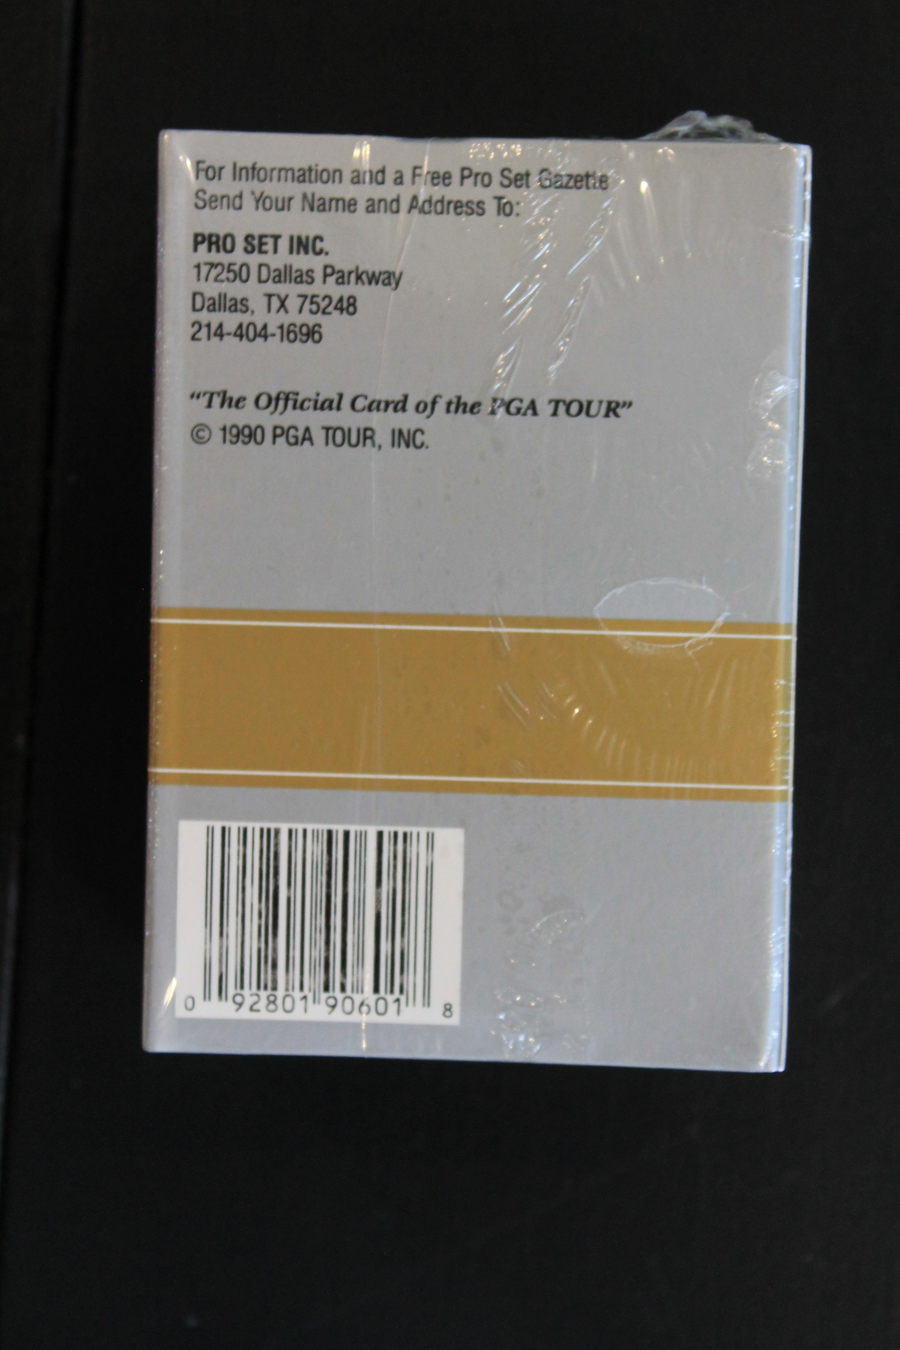 For Information and a Free Pro Set Gazette
Send Your Name and Address To:
PRO SET INC.
17250 Dallas Parkway
Dallas, TX 75248
214-404-1696
“The Official Card of the PGA TOUR”
© 1990 PGA TOUR, INC.
0 92801 90601 8